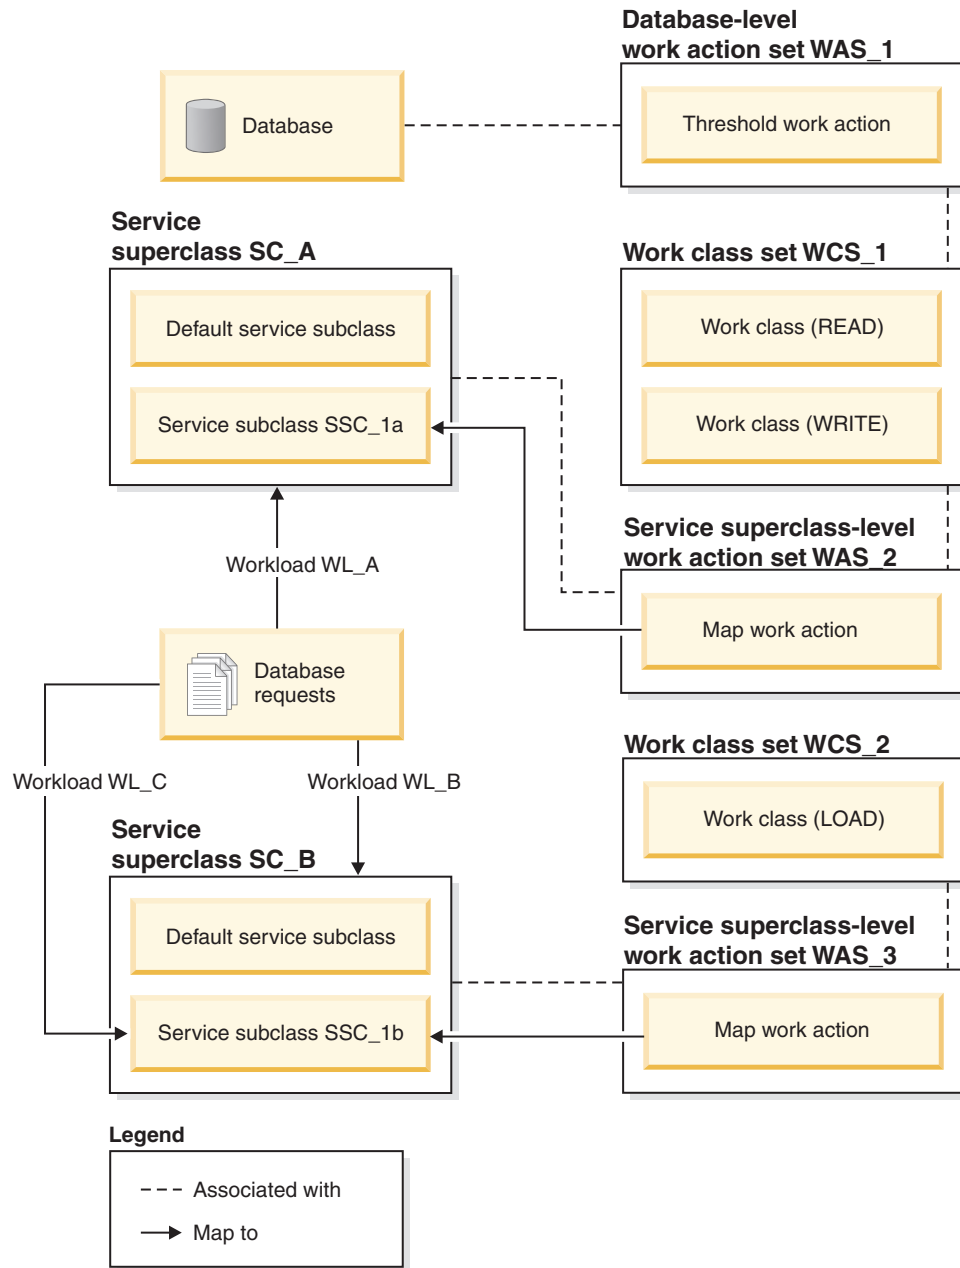 Database-level
work action set WAS_1
Database
Threshold work action
Service
superclass SC_A
Work class set WCS_1
Default service subclass
Work class (READ)
Service subclass SSC_1a
Work class (WRITE)
Service superclass-level
work action set WAS_2
Workload WL_A
Map work action
Database
requests
Work class set WCS_2
Workload WL_C
Workload WL_B
Work class (LOAD)
Service
superclass SC_B
Default service subclass
Service superclass-level
work action set WAS_3
Service subclass SSC_1b
Map work action
Legend
Associated with
Map to